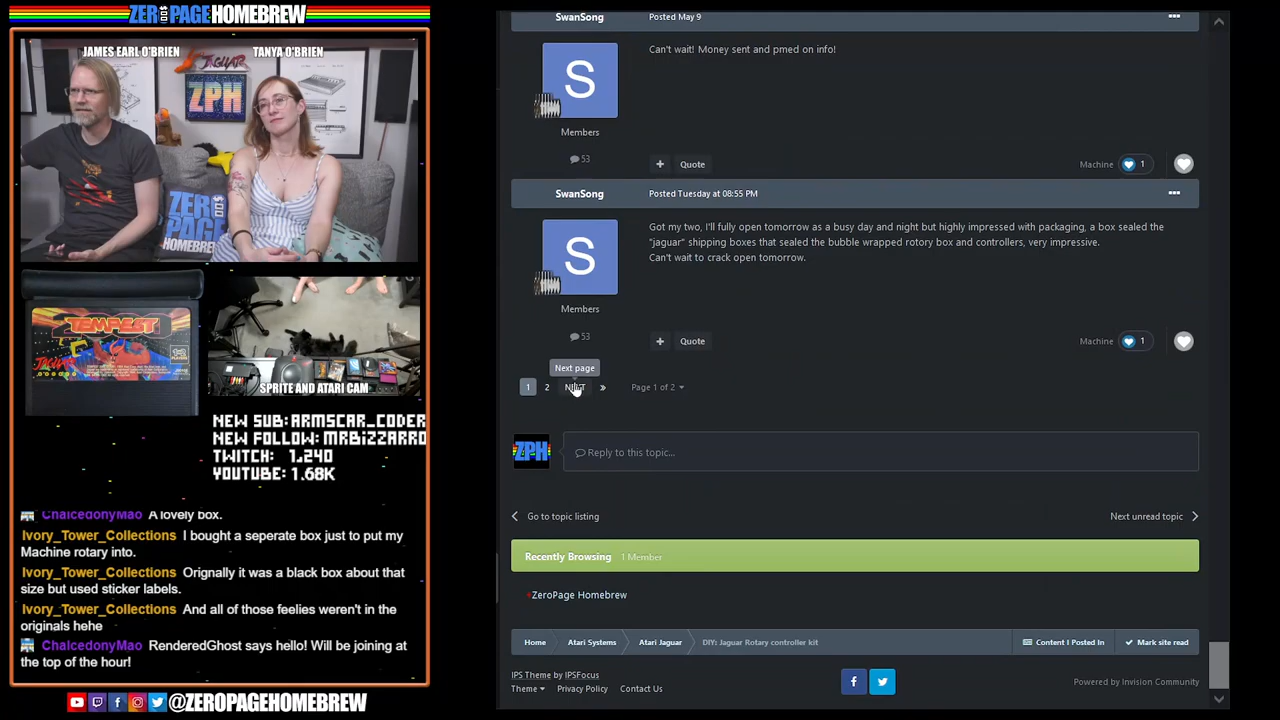 ZERO PAGE HOMEBREW
JAMES EARL O'BRIEN
TANYA O'BRIEN
JAGUAR
ZPH
ZERO
PAGE
HOMEBREW
TEMPEST
JAGUAR
SPRITE AND ATARI CAM
NEW SUB:ARMSCAR_CODER
NEW FOLLOW:MRBIZZARRO
TWITCH: 1,240
YOUTUBE: 1.68K
ChalcedonyMao A lovely box.
Ivory_Tower_Collections I bought a seperate box just to put my
Machine rotary into.
Ivory_Tower_Collections Orignally it was a black box about that
size but used sticker labels.
Ivory_Tower_Collections And all of those feelies weren't in the
originals hehe
ChalcedonyMao RenderedGhost says hello! Will be joining at
the top of the hour!
@ZEROPAGEHOMEBREW
SwanSong
Posted May 9
S
Can't wait! Money sent and pmed on info!
Members
53
+ Quote
Machine 1
SwanSong
Posted Tuesday at 08:55 PM
S
Got my two, I'll fully open tomorrow as a busy day and night but highly impressed with packaging, a box sealed the
"jaguar" shipping boxes that sealed the bubble wrapped rotory box and controllers, very impressive.
Can't wait to crack open tomorrow.
Members
53
+ Quote
Machine 1
Next page
1 2 NEXT » Page 1 of 2
ZPH
Reply to this topic...
Go to topic listing
Next unread topic
Recently Browsing 1 Member
+ZeroPage Homebrew
Home Atari Systems Atari Jaguar DIY: Jaguar Rotary controller kit
Content I Posted In
Mark site read
IPS Theme by IPSFocus
Theme Privacy Policy Contact Us
Powered by Invision Community